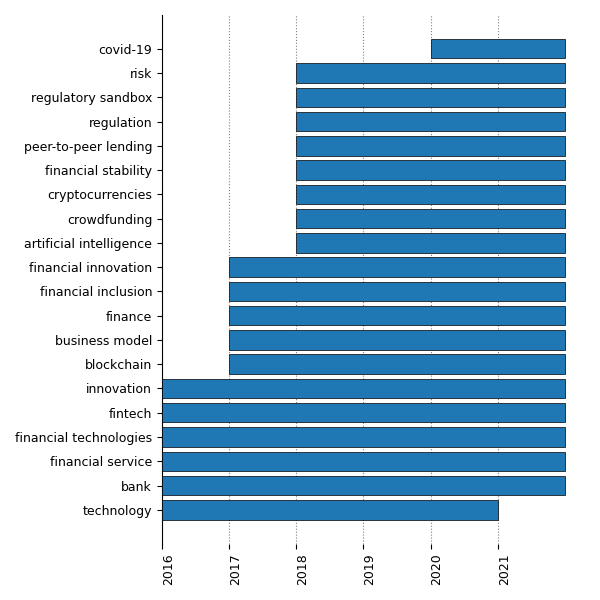 covid-19
risk
regulatory sandbox
regulation
peer-to-peer lending
financial stability
cryptocurrencies
crowdfunding
artificial intelligence
financial innovation
financial inclusion
finance
business model
blockchain
innovation
fintech
financial technologies
financial service
bank
technology
2016
2017
2018
2019
2020
2021